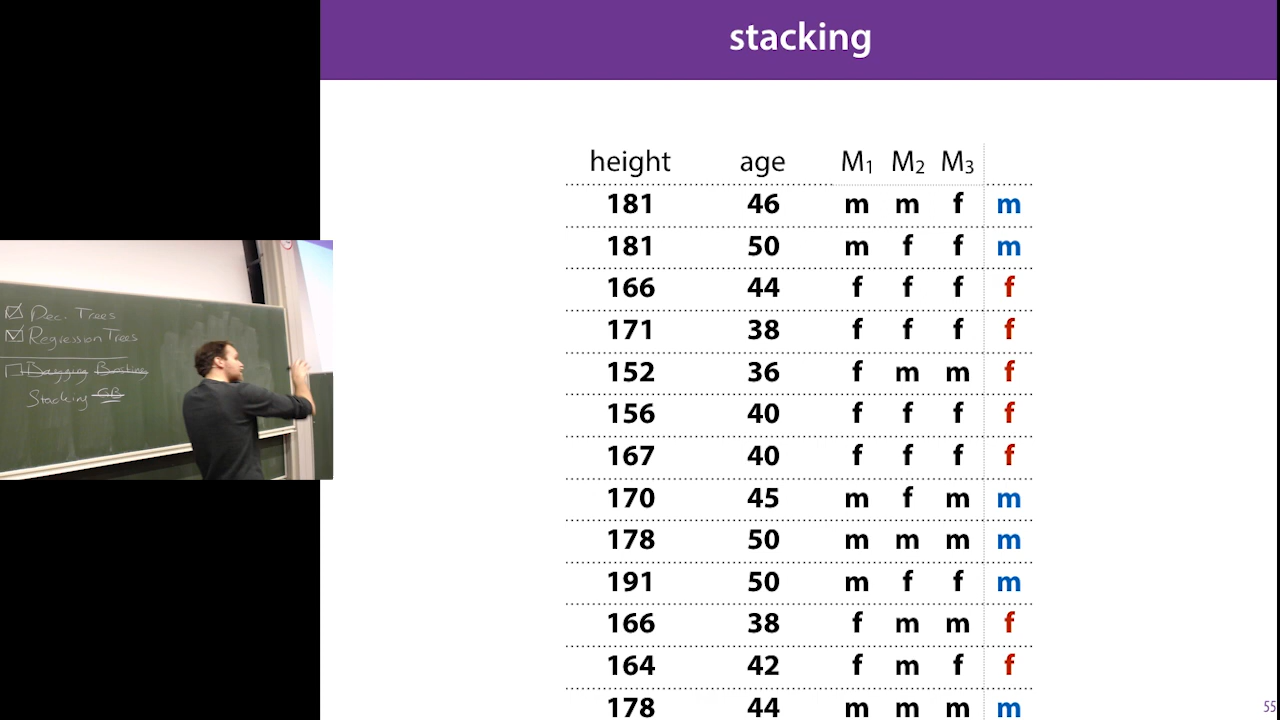 stacking
height age M₁ M₂ M₃
181 46 m m f m
181 50 m f f m
166 44 f f f f
171 38 f f f f
152 36 f m m f
156 40 f f f f
167 40 f f f f
170 45 m f m m
178 50 m m m m
191 50 m f f m
166 38 f m m f
164 42 f m f f
178 44 m m m m
55
Dec. Trees
Regression Trees
Bagging Boosting
Stacking GB